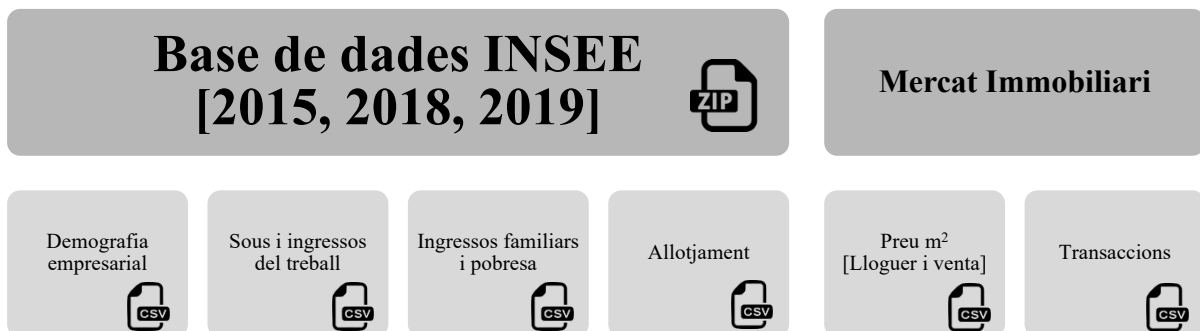 Base de dades INSEE
[2015, 2018, 2019]
ZIP
Mercat Immobiliari
Demografia
empresarial
CSV
Sous i ingressos
del treball
CSV
Ingressos familiars
i pobresa
CSV
Allotjament
CSV
Preu m²
[Lloguer i venta]
CSV
Transaccions
CSV